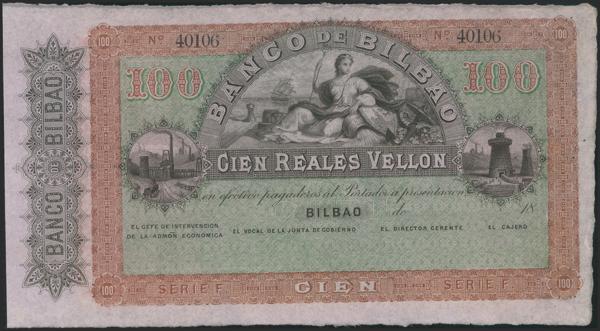 100
100
Nº 40106
Nº 40106
BANCO DE BILBAO
BANCO DE BILBAO
100
100
CIEN REALES VELLON
en efectivo pagaderos al Portador a presentacion
BILBAO de 18
EL GEFE DE INTERVENCION DE LA ADMON ECONOMICA
EL VOCAL DE LA JUNTA DE GOBIERNO
EL DIRECTOR GERENTE
EL CAJERO
100
SERIE F.
CIEN
SERIE F.
100